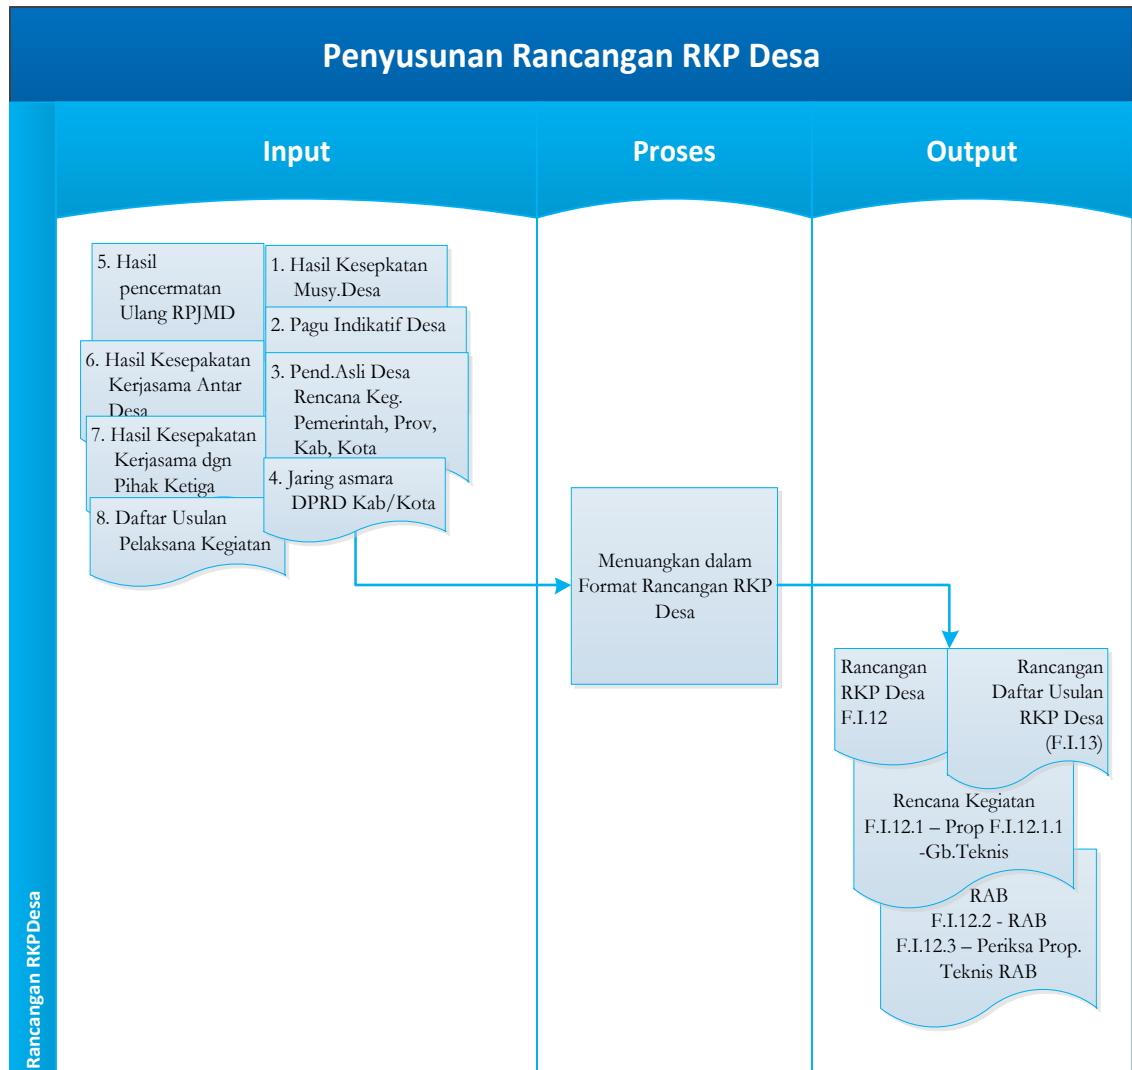 Penyusunan Rancangan RKP Desa
Input
Proses
Output
5. Hasil
pencermatan
Ulang RPJMD
1. Hasil Kesepkatan
Musy.Desa
2. Pagu Indikatif Desa
6. Hasil Kesepakatan
Kerjasama Antar
Desa
3. Pend.Asli Desa
Rencana Keg.
Pemerintah, Prov,
Kab, Kota
7. Hasil Kesepakatan
Kerjasama dgn
Pihak Ketiga
4. Jaring asmara
DPRD Kab/Kota
8. Daftar Usulan
Pelaksana Kegiatan
Menuangkan dalam
Format Rancangan RKP
Desa
Rancangan
RKP Desa
F.I.12
Rancangan
Daftar Usulan
RKP Desa
(F.I.13)
Rencana Kegiatan
F.I.12.1 – Prop F.I.12.1.1
-Gb.Teknis
RAB
F.I.12.2 - RAB
F.I.12.3 – Periksa Prop.
Teknis RAB
Rancangan RKPDesa